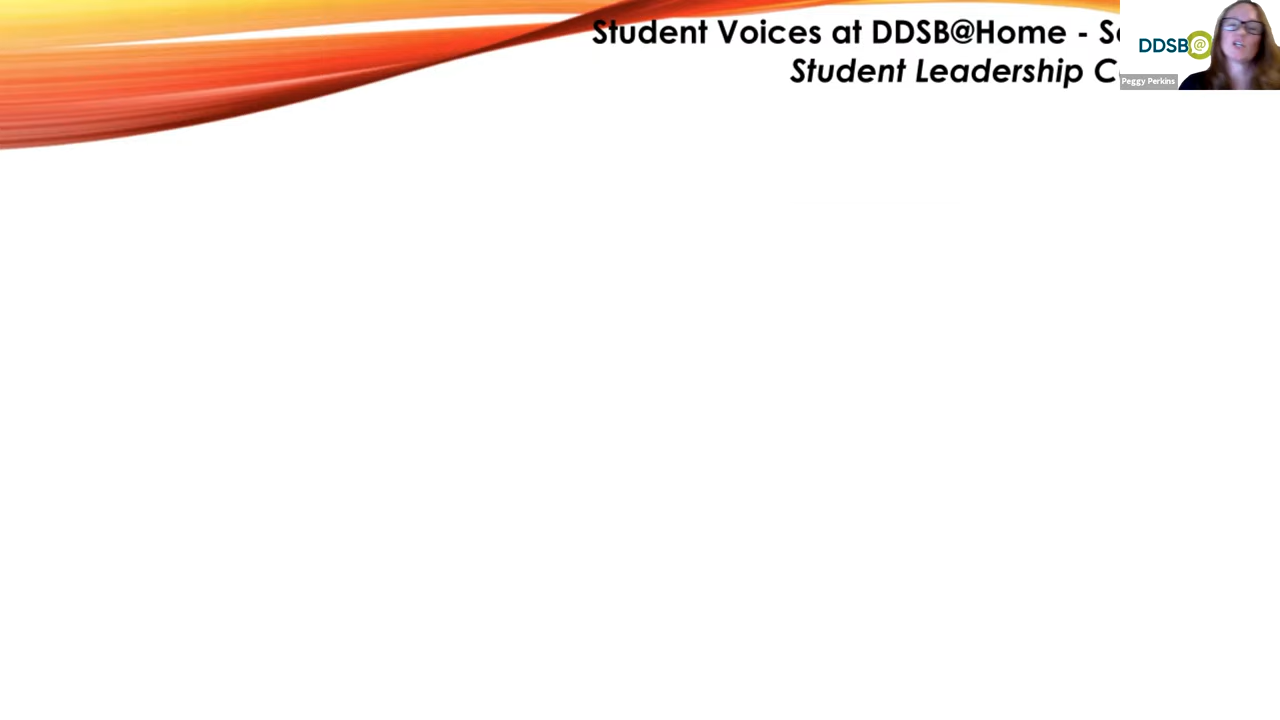 Student Voices at DDSB@Home -
Student Leadership
DDSB@
Peggy Perkins